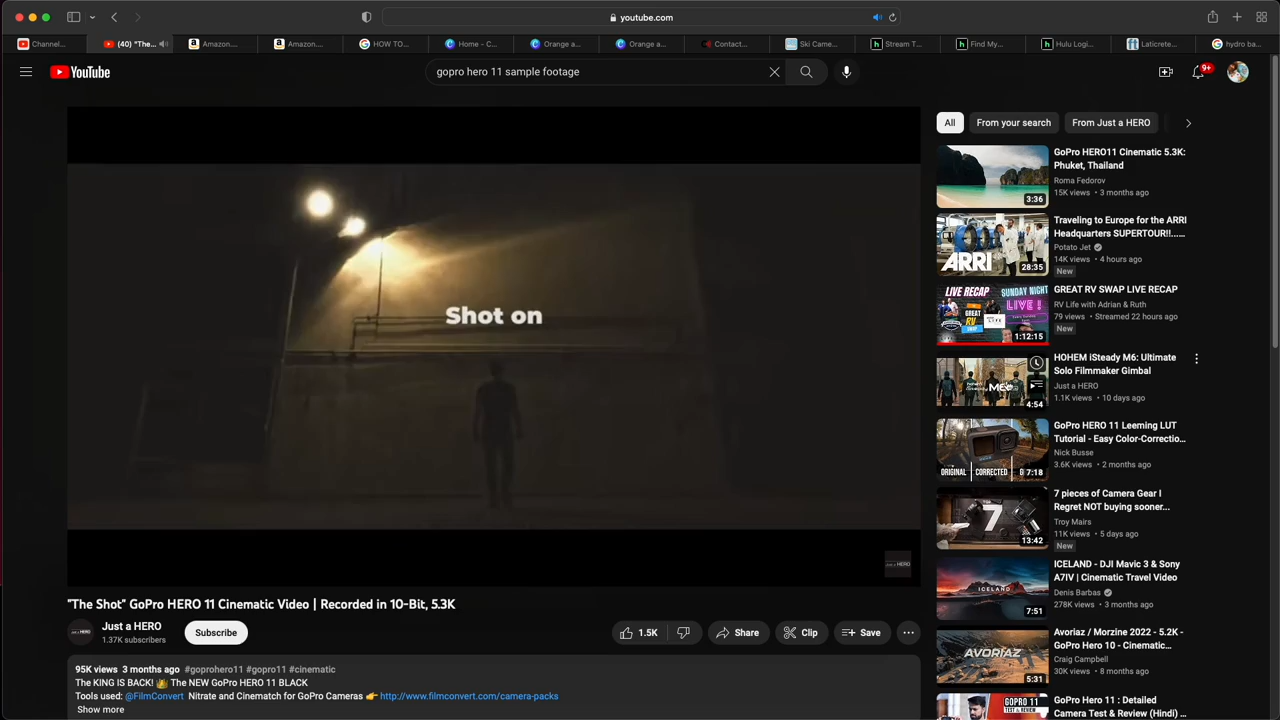 youtube.com
Channel...
(40) "The...
Amazon....
Amazon....
HOW TO...
Home – C...
Orange a...
Orange a...
Contact...
Ski Came...
Stream T...
Find My...
Hulu Logi...
Laticrete...
hydro ba...
YouTube
gopro hero 11 sample footage
9+
Shot on
JUST A HERO
"The Shot" GoPro HERO 11 Cinematic Video | Recorded in 10-Bit, 5.3K
Just a HERO
1.37K subscribers
Subscribe
1.5K
Share
Clip
Save
95K views 3 months ago #goprohero11 #gopro11 #cinematic
The KING IS BACK! 👑 The NEW GoPro HERO 11 BLACK
Tools used: @FilmConvert Nitrate and Cinematch for GoPro Cameras 👉 http://www.filmconvert.com/camera-packs
Show more
All
From your search
From Just a HERO
GoPro HERO11 Cinematic 5.3K:
Phuket, Thailand
Roma Fedorov
15K views • 3 months ago
3:36
Traveling to Europe for the ARRI
Headquarters SUPERTOUR!!.....
Potato Jet
14K views • 4 hours ago
New
ARRI
28:35
GREAT RV SWAP LIVE RECAP
RV Life with Adrian & Ruth
79 views • Streamed 22 hours ago
New
LIVE RECAP
SUNDAY NIGHT
LIVE!
GREAT
RV
SWAP
1:12:15
HOHEM iSteady M6: Ultimate
Solo Filmmaker Gimbal
Just a HERO
1.1K views • 10 days ago
4:54
GoPro HERO 11 Leeming LUT
Tutorial - Easy Color-Correctio...
Nick Busse
3.6K views • 2 months ago
ORIGINAL
CORRECTED
7:18
7 pieces of Camera Gear I
Regret NOT buying sooner...
Troy Mairs
11K views • 5 days ago
New
7
13:42
ICELAND - DJI Mavic 3 & Sony
A7IV | Cinematic Travel Video
Denis Barbas
278K views • 3 months ago
ICELAND
7:51
Avoriaz / Morzine 2022 - 5.2K -
GoPro Hero 10 - Cinematic...
Craig Campbell
30K views • 8 months ago
AVORIAZ
5:31
GoPro Hero 11 : Detailed
Camera Test & Review (Hindi) ...
GOPRO 11
TEST & REVIEW